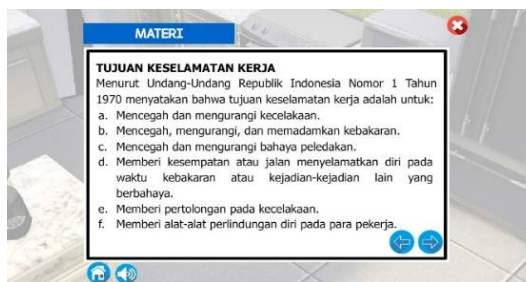 MATERI
TUJUAN KESELAMATAN KERJA
Menurut Undang-Undang Republik Indonesia Nomor 1 Tahun
1970 menyatakan bahwa tujuan keselamatan kerja adalah untuk:
a. Mencegah dan mengurangi kecelakaan.
b. Mencegah, mengurangi, dan memadamkan kebakaran.
c. Mencegah dan mengurangi bahaya peledakan.
d. Memberi kesempatan atau jalan menyelamatkan diri pada
waktu kebakaran atau kejadian-kejadian lain yang
berbahaya.
e. Memberi pertolongan pada kecelakaan.
f. Memberi alat-alat perlindungan diri pada para pekerja.